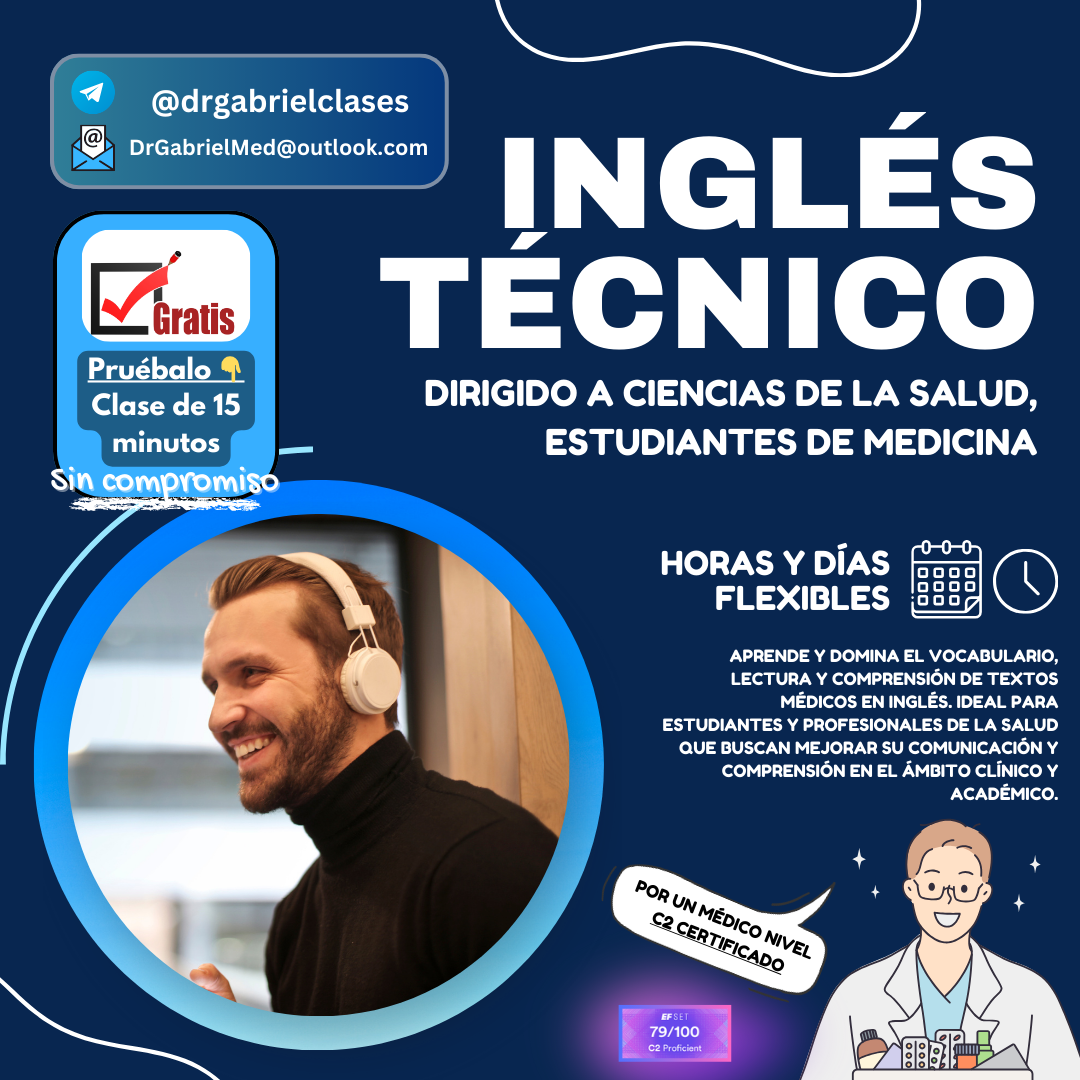 @drgabrielclases
@
DrGabrielMed@outlook.com
INGLÉS
TÉCNICO
DIRIGIDO A CIENCIAS DE LA SALUD,
ESTUDIANTES DE MEDICINA
Gratis
Pruébalo 👇
Clase de 15
minutos
Sin compromiso
HORAS Y DÍAS
FLEXIBLES
APRENDE Y DOMINA EL VOCABULARIO,
LECTURA Y COMPRENSIÓN DE TEXTOS
MÉDICOS EN INGLÉS. IDEAL PARA
ESTUDIANTES Y PROFESIONALES DE LA SALUD
QUE BUSCAN MEJORAR SU COMUNICACIÓN Y
COMPRENSIÓN EN EL ÁMBITO CLÍNICO Y
ACADÉMICO.
POR UN MÉDICO NIVEL
C2 CERTIFICADO
EF SET
79/100
C2 Proficient